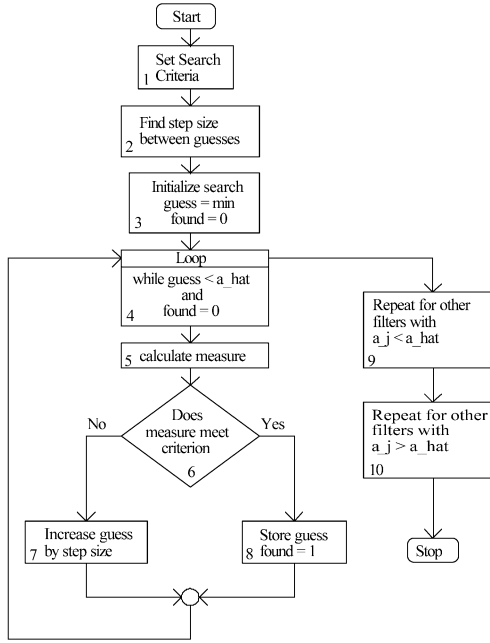 Start
Set Search
1 Criteria
Find step size
2 between guesses
Initialize search
guess = min
3 found = 0
Loop
while guess < a_hat
and
4 found = 0
5 calculate measure
Does
measure meet
criterion
6
No
Yes
Increase guess
7 by step size
Store guess
8 found = 1
Repeat for other
filters with
a_j < a_hat
9
Repeat for other
filters with
a_j > a_hat
10
Stop